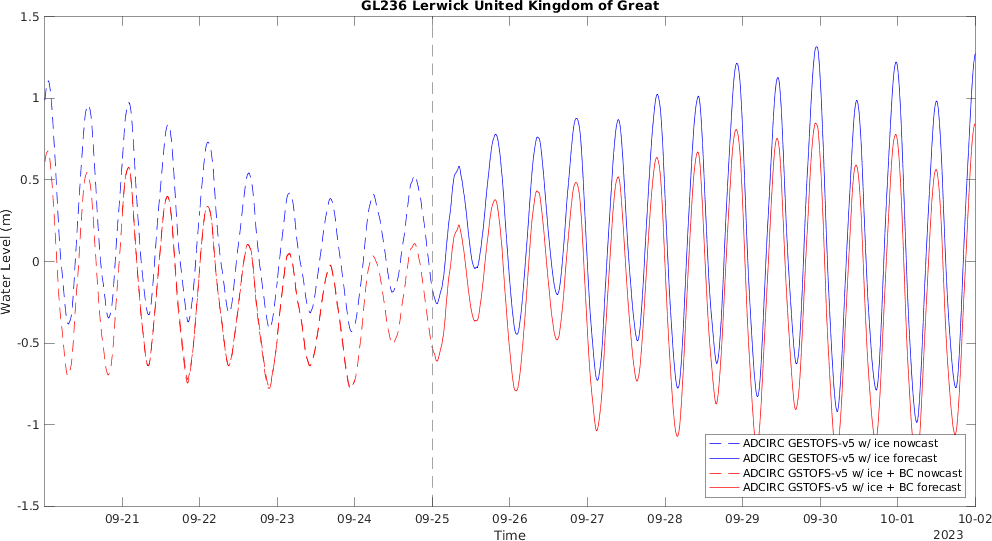 GL236 Lerwick United Kingdom of Great
1.5
1
0.5
0
-0.5
-1
-1.5
Water Level (m)
09-21 09-22 09-23 09-24 09-25 09-26 09-27 09-28 09-29 09-30 10-01 10-02
Time
2023
ADCIRC GESTOFS-v5 w/ ice nowcast
ADCIRC GESTOFS-v5 w/ ice forecast
ADCIRC GSTOFS-v5 w/ ice + BC nowcast
ADCIRC GSTOFS-v5 w/ ice + BC forecast